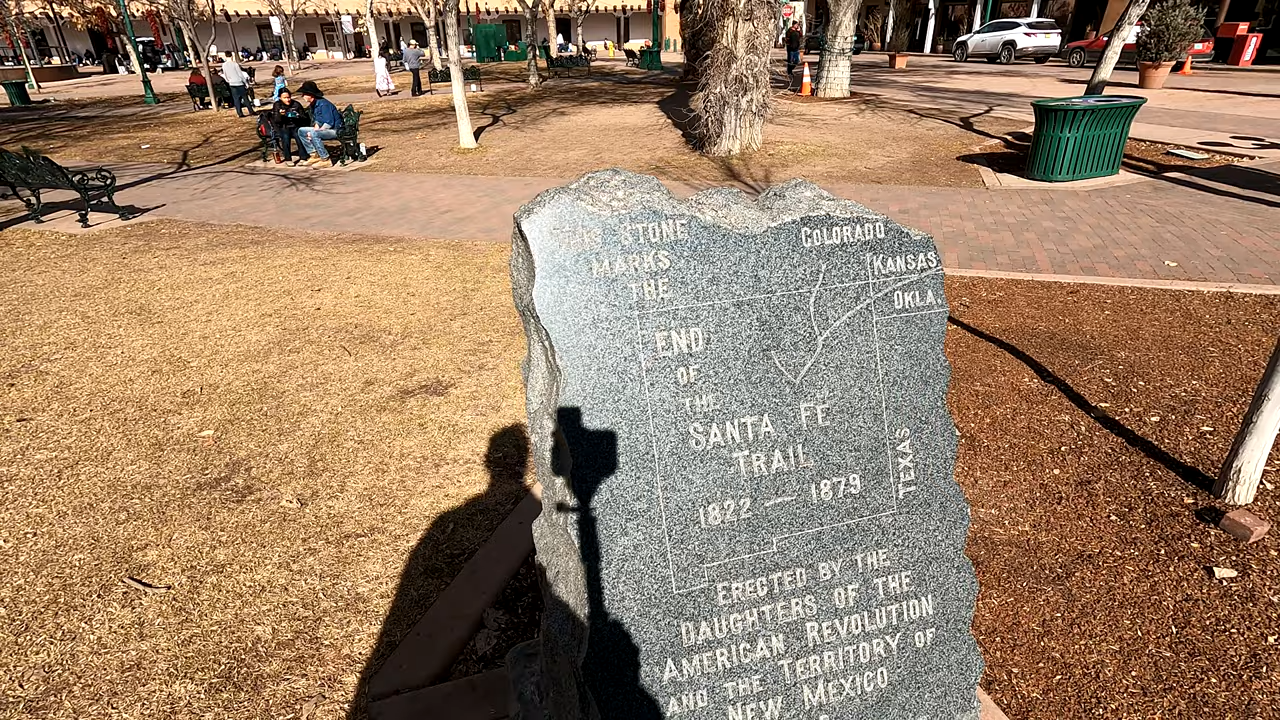 THIS STONE
MARKS
THE
COLORADO
KANSAS
OKLA.
END
OF
THE
SANTA FE
TRAIL
1822 — 1879
TEXAS
ERECTED BY THE
DAUGHTERS OF THE
AMERICAN REVOLUTION
AND THE TERRITORY OF
NEW MEXICO